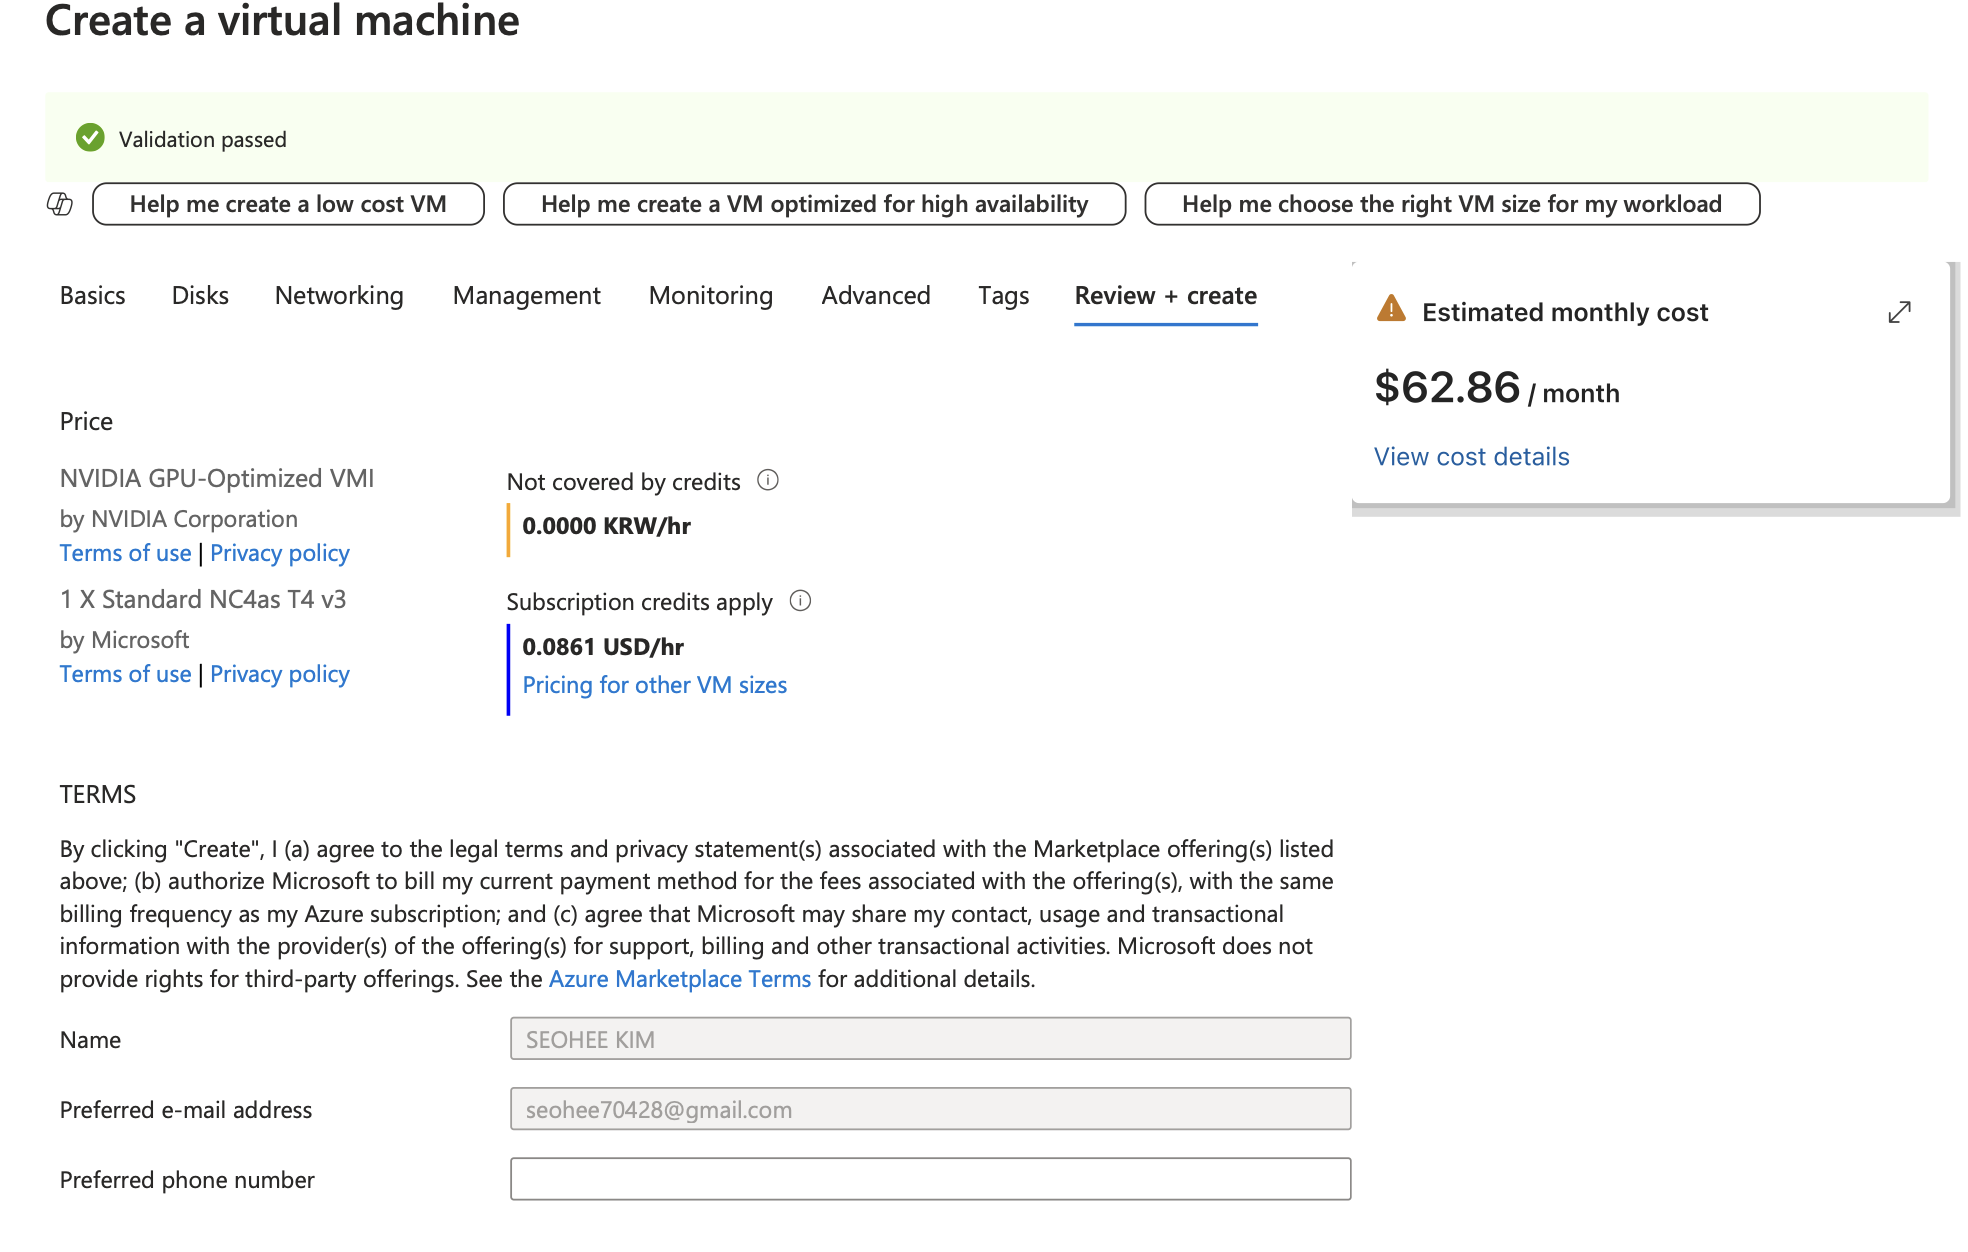 Create a virtual machine
Validation passed
Help me create a low cost VM
Help me create a VM optimized for high availability
Help me choose the right VM size for my workload
Basics
Disks
Networking
Management
Monitoring
Advanced
Tags
Review + create
Estimated monthly cost
$62.86 / month
View cost details
Price
NVIDIA GPU-Optimized VMI
by NVIDIA Corporation
Terms of use | Privacy policy
Not covered by credits
0.0000 KRW/hr
1 X Standard NC4as T4 v3
by Microsoft
Terms of use | Privacy policy
Subscription credits apply
0.0861 USD/hr
Pricing for other VM sizes
TERMS
By clicking "Create", I (a) agree to the legal terms and privacy statement(s) associated with the Marketplace offering(s) listed
above; (b) authorize Microsoft to bill my current payment method for the fees associated with the offering(s), with the same
billing frequency as my Azure subscription; and (c) agree that Microsoft may share my contact, usage and transactional
information with the provider(s) of the offering(s) for support, billing and other transactional activities. Microsoft does not
provide rights for third-party offerings. See the Azure Marketplace Terms for additional details.
Name
SEOHEE KIM
Preferred e-mail address
seohee70428@gmail.com
Preferred phone number